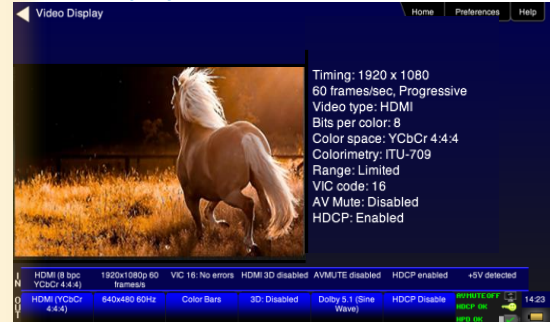 Video Display
Home Preferences Help
Timing: 1920 x 1080
60 frames/sec, Progressive
Video type: HDMI
Bits per color: 8
Color space: YCbCr 4:4:4
Colorimetry: ITU-709
Range: Limited
VIC code: 16
AV Mute: Disabled
HDCP: Enabled
IN
HDMI (8 bpc YCbCr 4:4:4)
1920x1080p 60 frames/s
VIC 16: No errors
HDMI 3D disabled
AVMUTE disabled
HDCP enabled
+5V detected
OUT
HDMI (YCbCr 4:4:4)
640x480 60Hz
Color Bars
3D: Disabled
Dolby 5.1 (Sine Wave)
HDCP Disable
AVMUTEOFF
HDCP OK
HPD OK
14:23